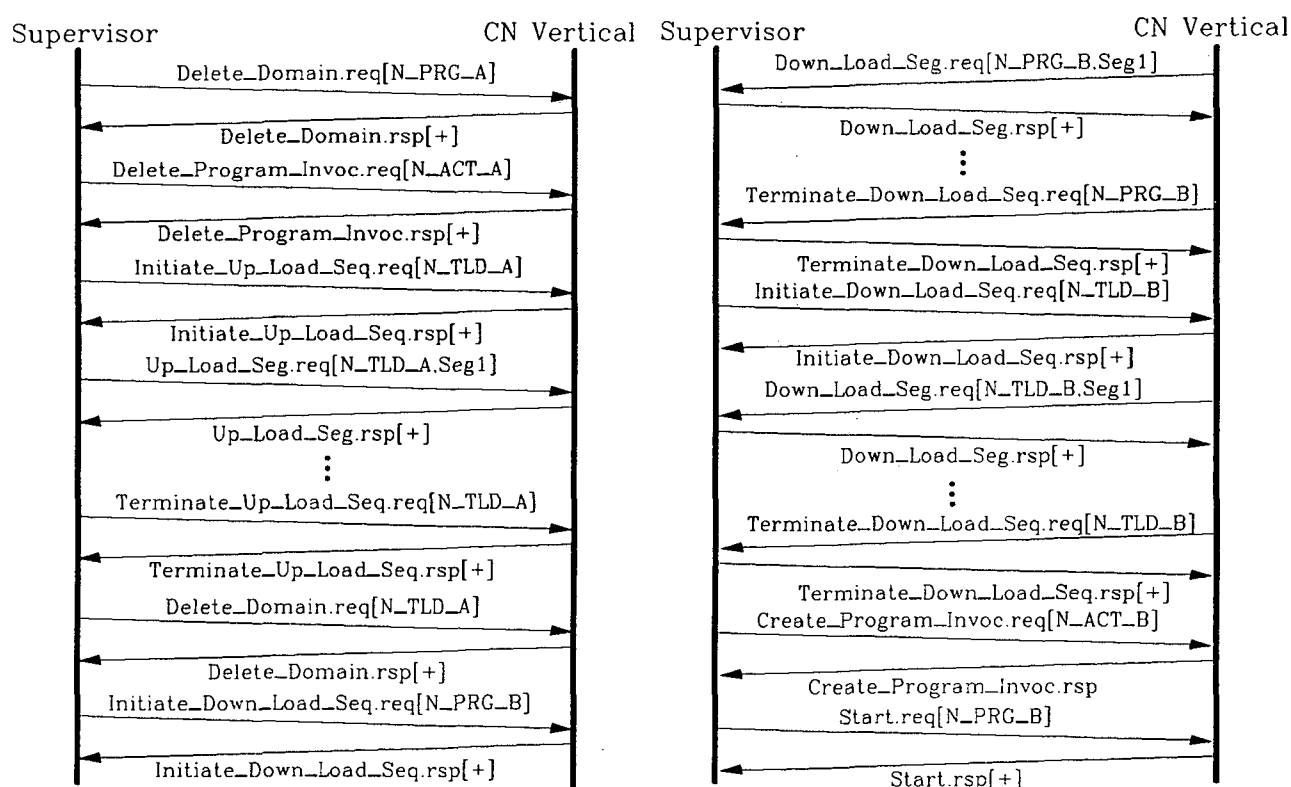 Supervisor
CN Vertical
Delete_Domain.req[N_PRG_A]
Delete_Domain.rsp[+]
Delete_Program_Invoc.req[N_ACT_A]
Delete_Program_Invoc.rsp[+]
Initiate_Up_Load_Seq.req[N_TLD_A]
Initiate_Up_Load_Seq.rsp[+]
Up_Load_Seg.req[N_TLD_A.Seg1]
Up_Load_Seg.rsp[+]
Terminate_Up_Load_Seq.req[N_TLD_A]
Terminate_Up_Load_Seq.rsp[+]
Delete_Domain.req[N_TLD_A]
Delete_Domain.rsp[+]
Initiate_Down_Load_Seq.req[N_PRG_B]
Initiate_Down_Load_Seq.rsp[+]
Supervisor
CN Vertical
Down_Load_Seg.req[N_PRG_B.Seg1]
Down_Load_Seg.rsp[+]
Terminate_Down_Load_Seq.req[N_PRG_B]
Terminate_Down_Load_Seq.rsp[+]
Initiate_Down_Load_Seq.req[N_TLD_B]
Initiate_Down_Load_Seq.rsp[+]
Down_Load_Seg.req[N_TLD_B.Seg1]
Down_Load_Seg.rsp[+]
Terminate_Down_Load_Seq.req[N_TLD_B]
Terminate_Down_Load_Seq.rsp[+]
Create_Program_Invoc.req[N_ACT_B]
Create_Program_Invoc.rsp
Start.req[N_PRG_B]
Start.rsp[+]